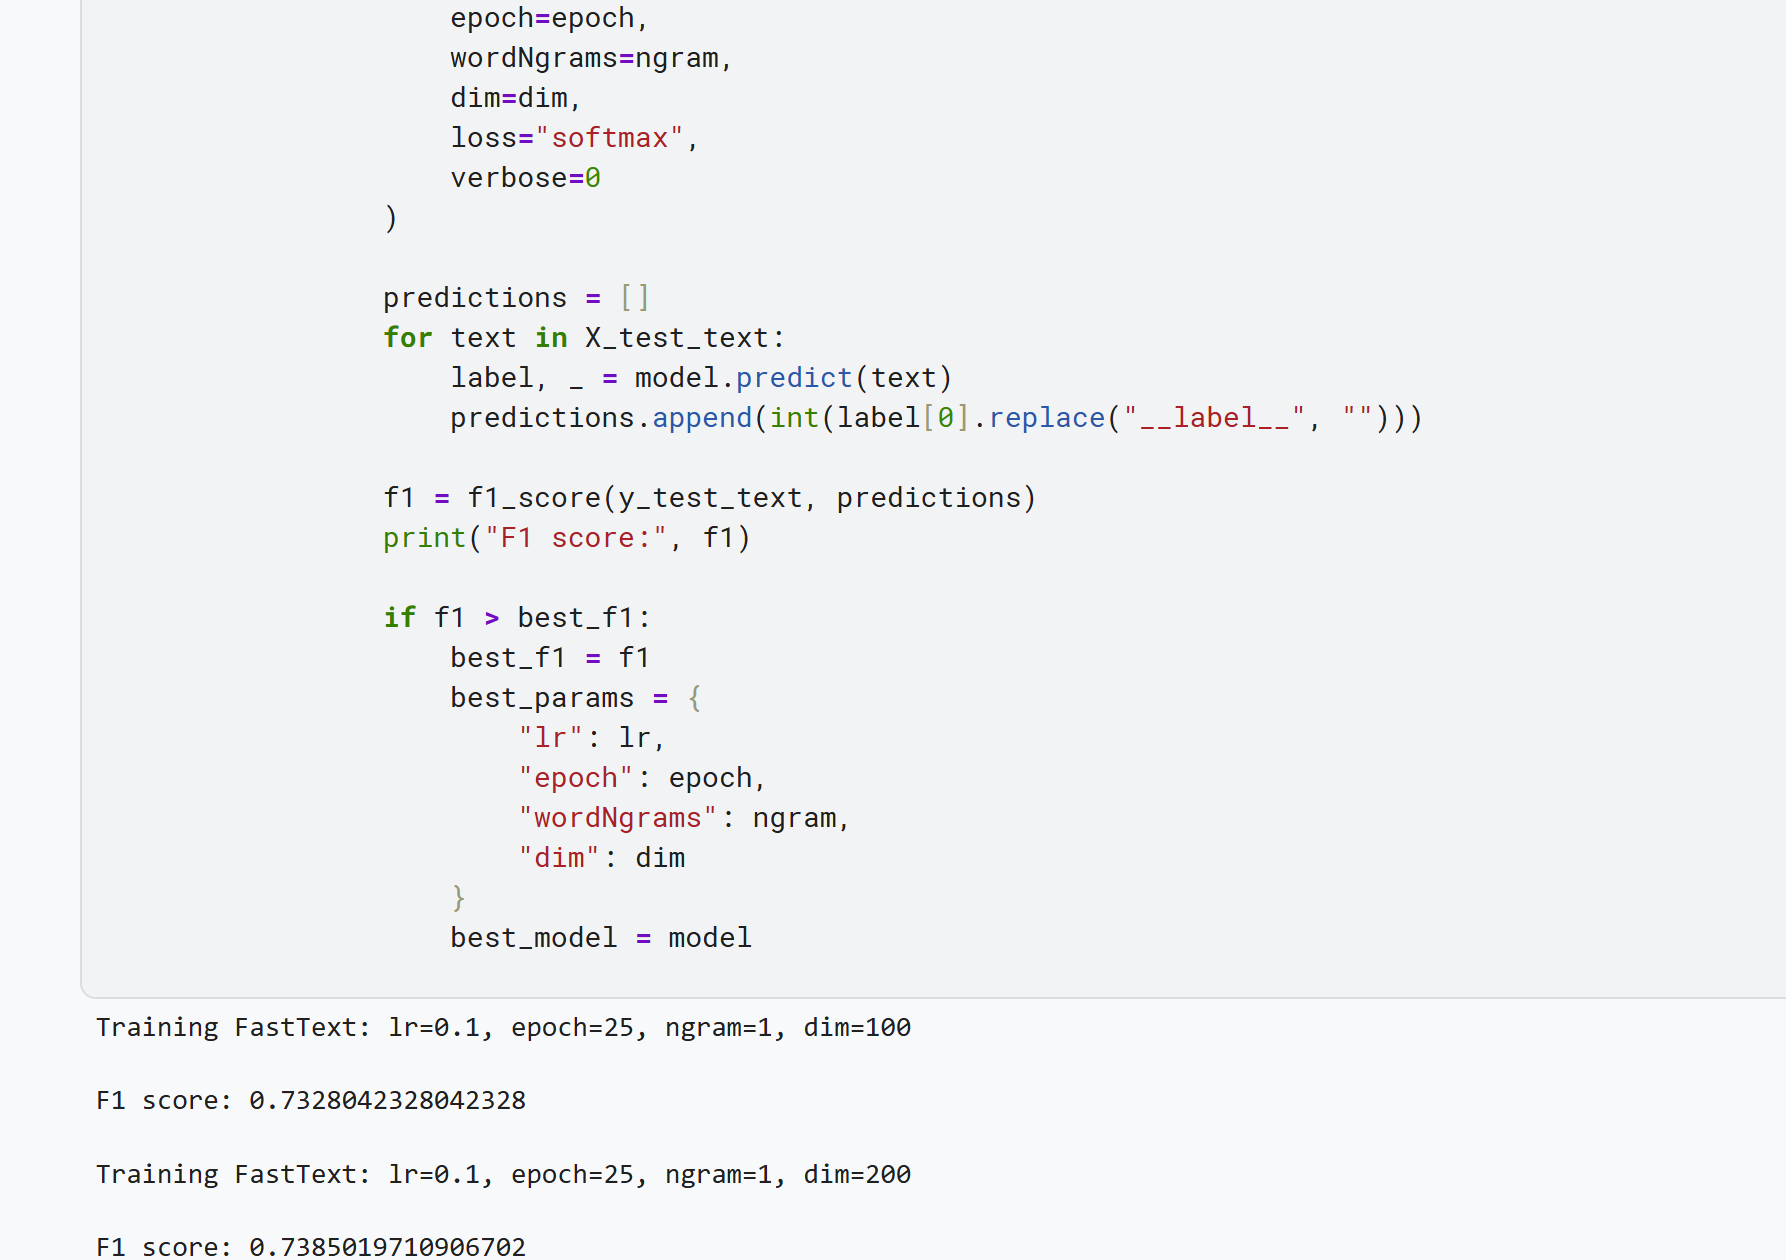 epoch=epoch,
wordNgrams=ngram,
dim=dim,
loss="softmax",
verbose=0
)
predictions = []
for text in X_test_text:
label, _ = model.predict(text)
predictions.append(int(label[0].replace("__label__", "")))
f1 = f1_score(y_test_text, predictions)
print("F1 score:", f1)
if f1 > best_f1:
best_f1 = f1
best_params = {
"lr": lr,
"epoch": epoch,
"wordNgrams": ngram,
"dim": dim
}
best_model = model
Training FastText: lr=0.1, epoch=25, ngram=1, dim=100
F1 score: 0.7328042328042328
Training FastText: lr=0.1, epoch=25, ngram=1, dim=200
F1 score: 0.7385019710906702